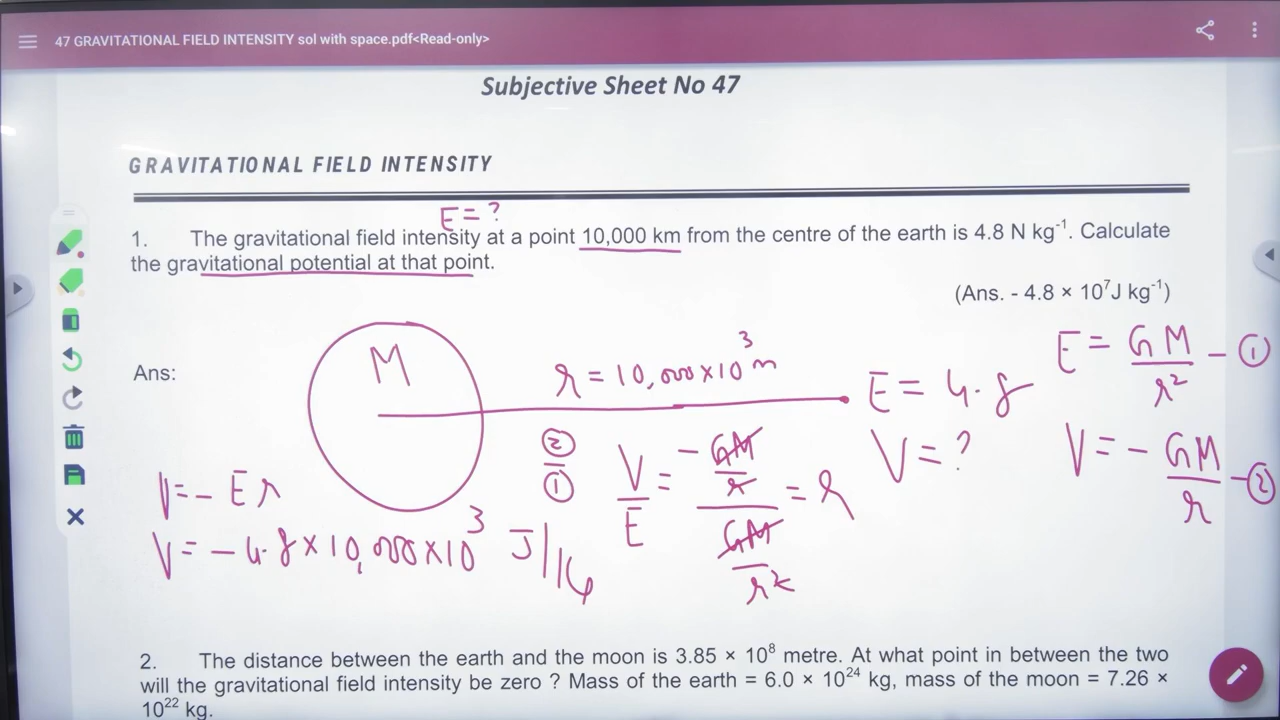 47 GRAVITATIONAL FIELD INTENSITY sol with space.pdf<Read-only>
Subjective Sheet No 47
GRAVITATIONAL FIELD INTENSITY
E = ?
1. The gravitational field intensity at a point 10,000 km from the centre of the earth is 4.8 N kg⁻¹. Calculate
the gravitational potential at that point.
(Ans. - 4.8 × 10⁷J kg⁻¹)
Ans:
M
r = 10,000×10³ m
E = 4.8
V = ?
E = GM/r² - ①
V = - GM/r - ②
②/① V/E = (- GM/r)/(GM/r²) = r
V = - E r
V = - 4.8 × 10,000 × 10³ J/kg
2. The distance between the earth and the moon is 3.85 × 10⁸ metre. At what point in between the two
will the gravitational field intensity be zero ? Mass of the earth = 6.0 × 10²⁴ kg, mass of the moon = 7.26 ×
10²² kg.